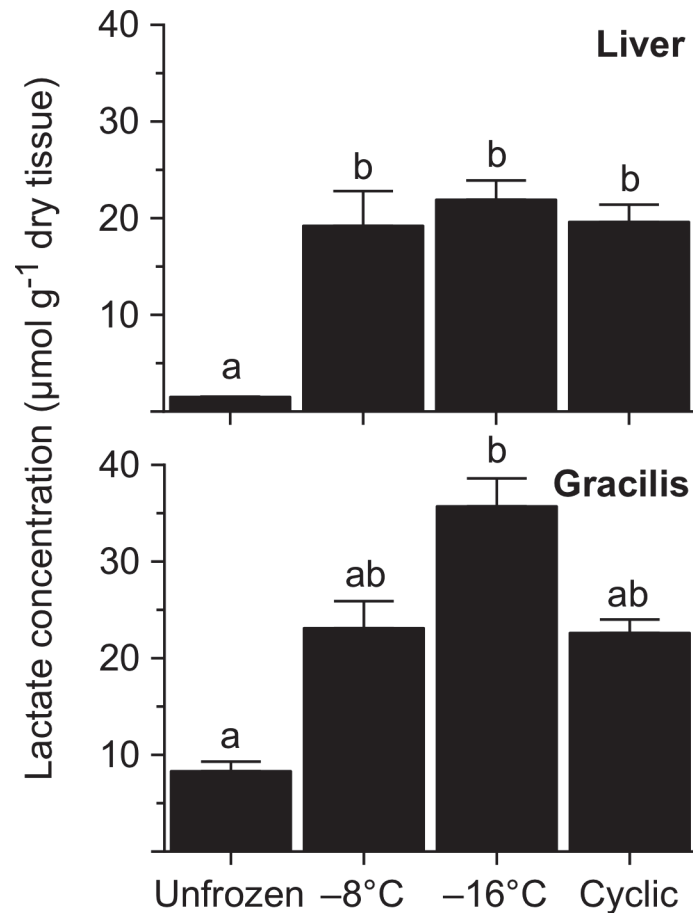 Lactate concentration (μmol g⁻¹ dry tissue)
Liver
40
30
20
10
a
b
b
b
Gracilis
40
30
20
10
a
ab
b
ab
Unfrozen –8°C –16°C Cyclic